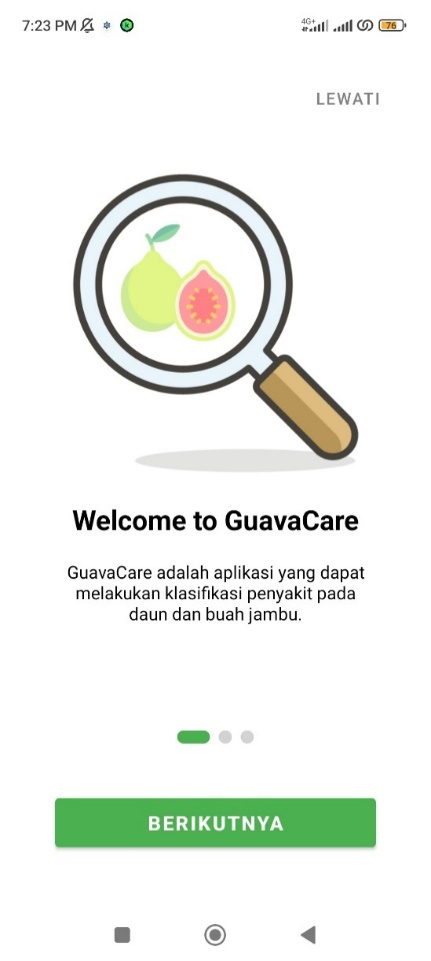 7:23 PM
4G+
76
LEWATI
Welcome to GuavaCare
GuavaCare adalah aplikasi yang dapat
melakukan klasifikasi penyakit pada
daun dan buah jambu.
BERIKUTNYA